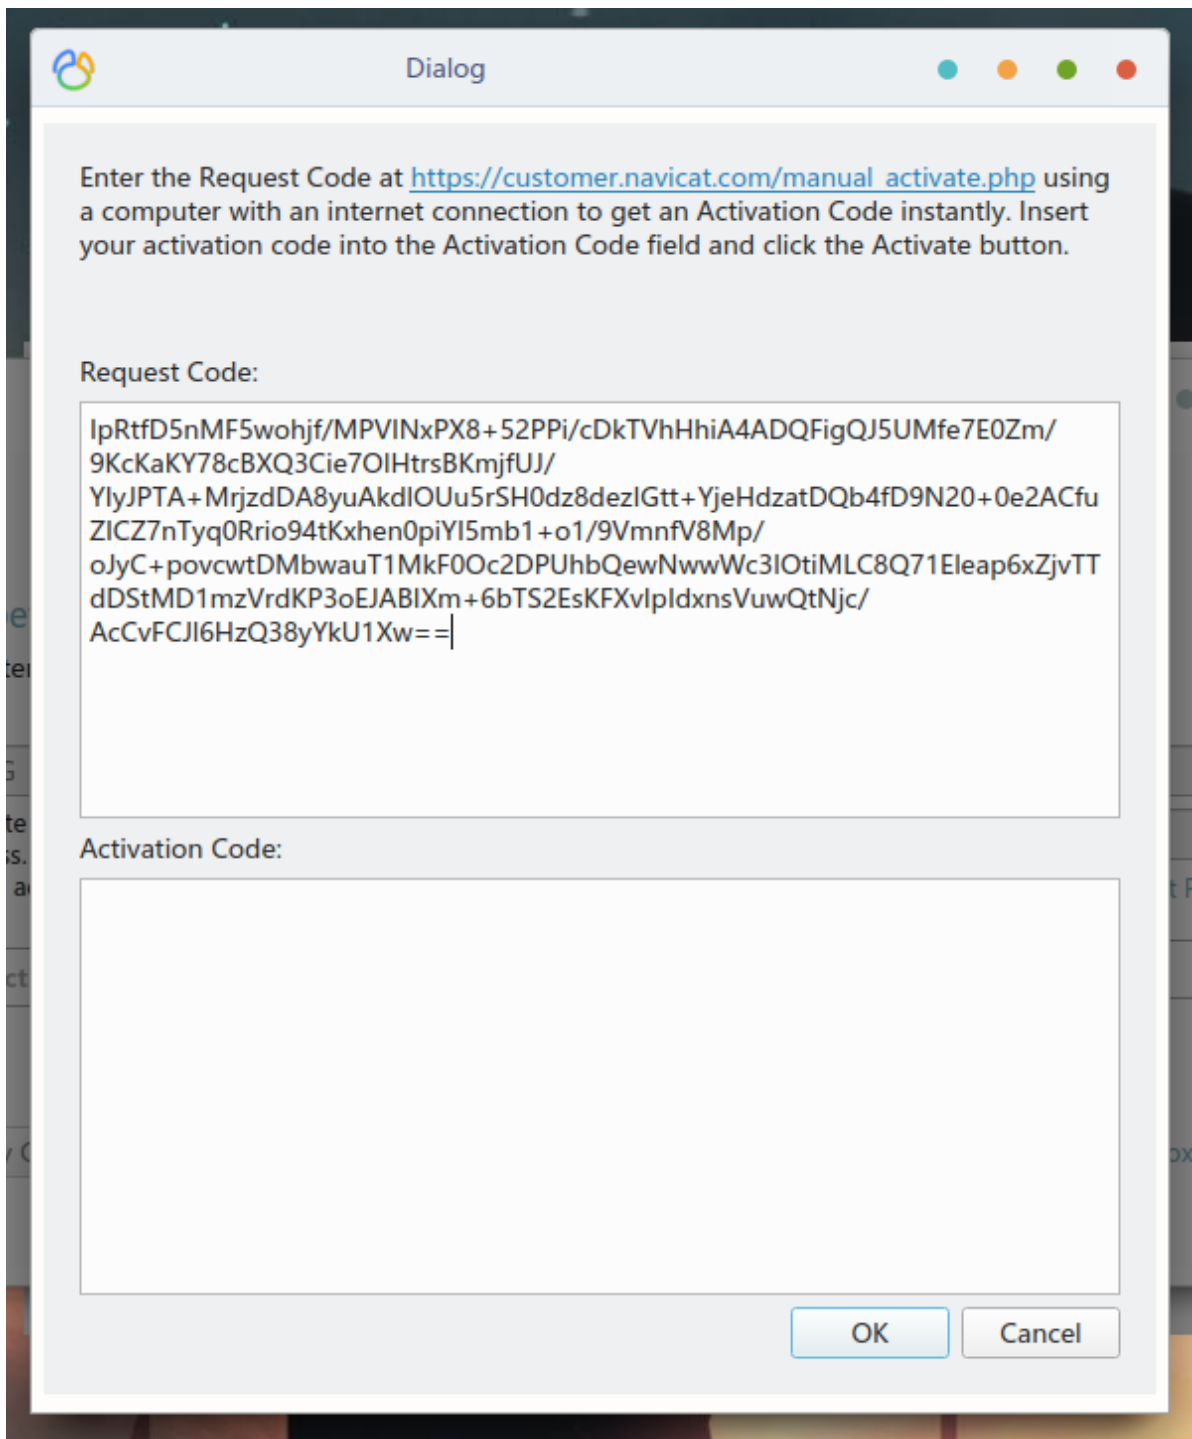 Dialog
Enter the Request Code at https://customer.navicat.com/manual_activate.php using
a computer with an internet connection to get an Activation Code instantly. Insert
your activation code into the Activation Code field and click the Activate button.
Request Code:
IpRtfD5nMF5wohjf/MPVINxPX8+52PPi/cDkTVhHhiA4ADQFigQJ5UMfe7E0Zm/
9KcKaKY78cBXQ3Cie7OIHtrsBKmjfUJ/
YIyJPTA+MrjzdDA8yuAkdIOUu5rSH0dz8dezIGtt+YjeHdzatDQb4fD9N20+0e2ACfu
ZICZ7nTyq0Rrio94tKxhen0piYI5mb1+o1/9VmnfV8Mp/
oJyC+povcwtDMbwauT1MkF0Oc2DPUhbQewNwwWc3IOtiMLC8Q71Eleap6xZjvTT
dDStMD1mzVrdKP3oEJABIXm+6bTS2EsKFXvIpIdxnsVuwQtNjc/
AcCvFCJI6HzQ38yYkU1Xw==
Activation Code:
OK
Cancel